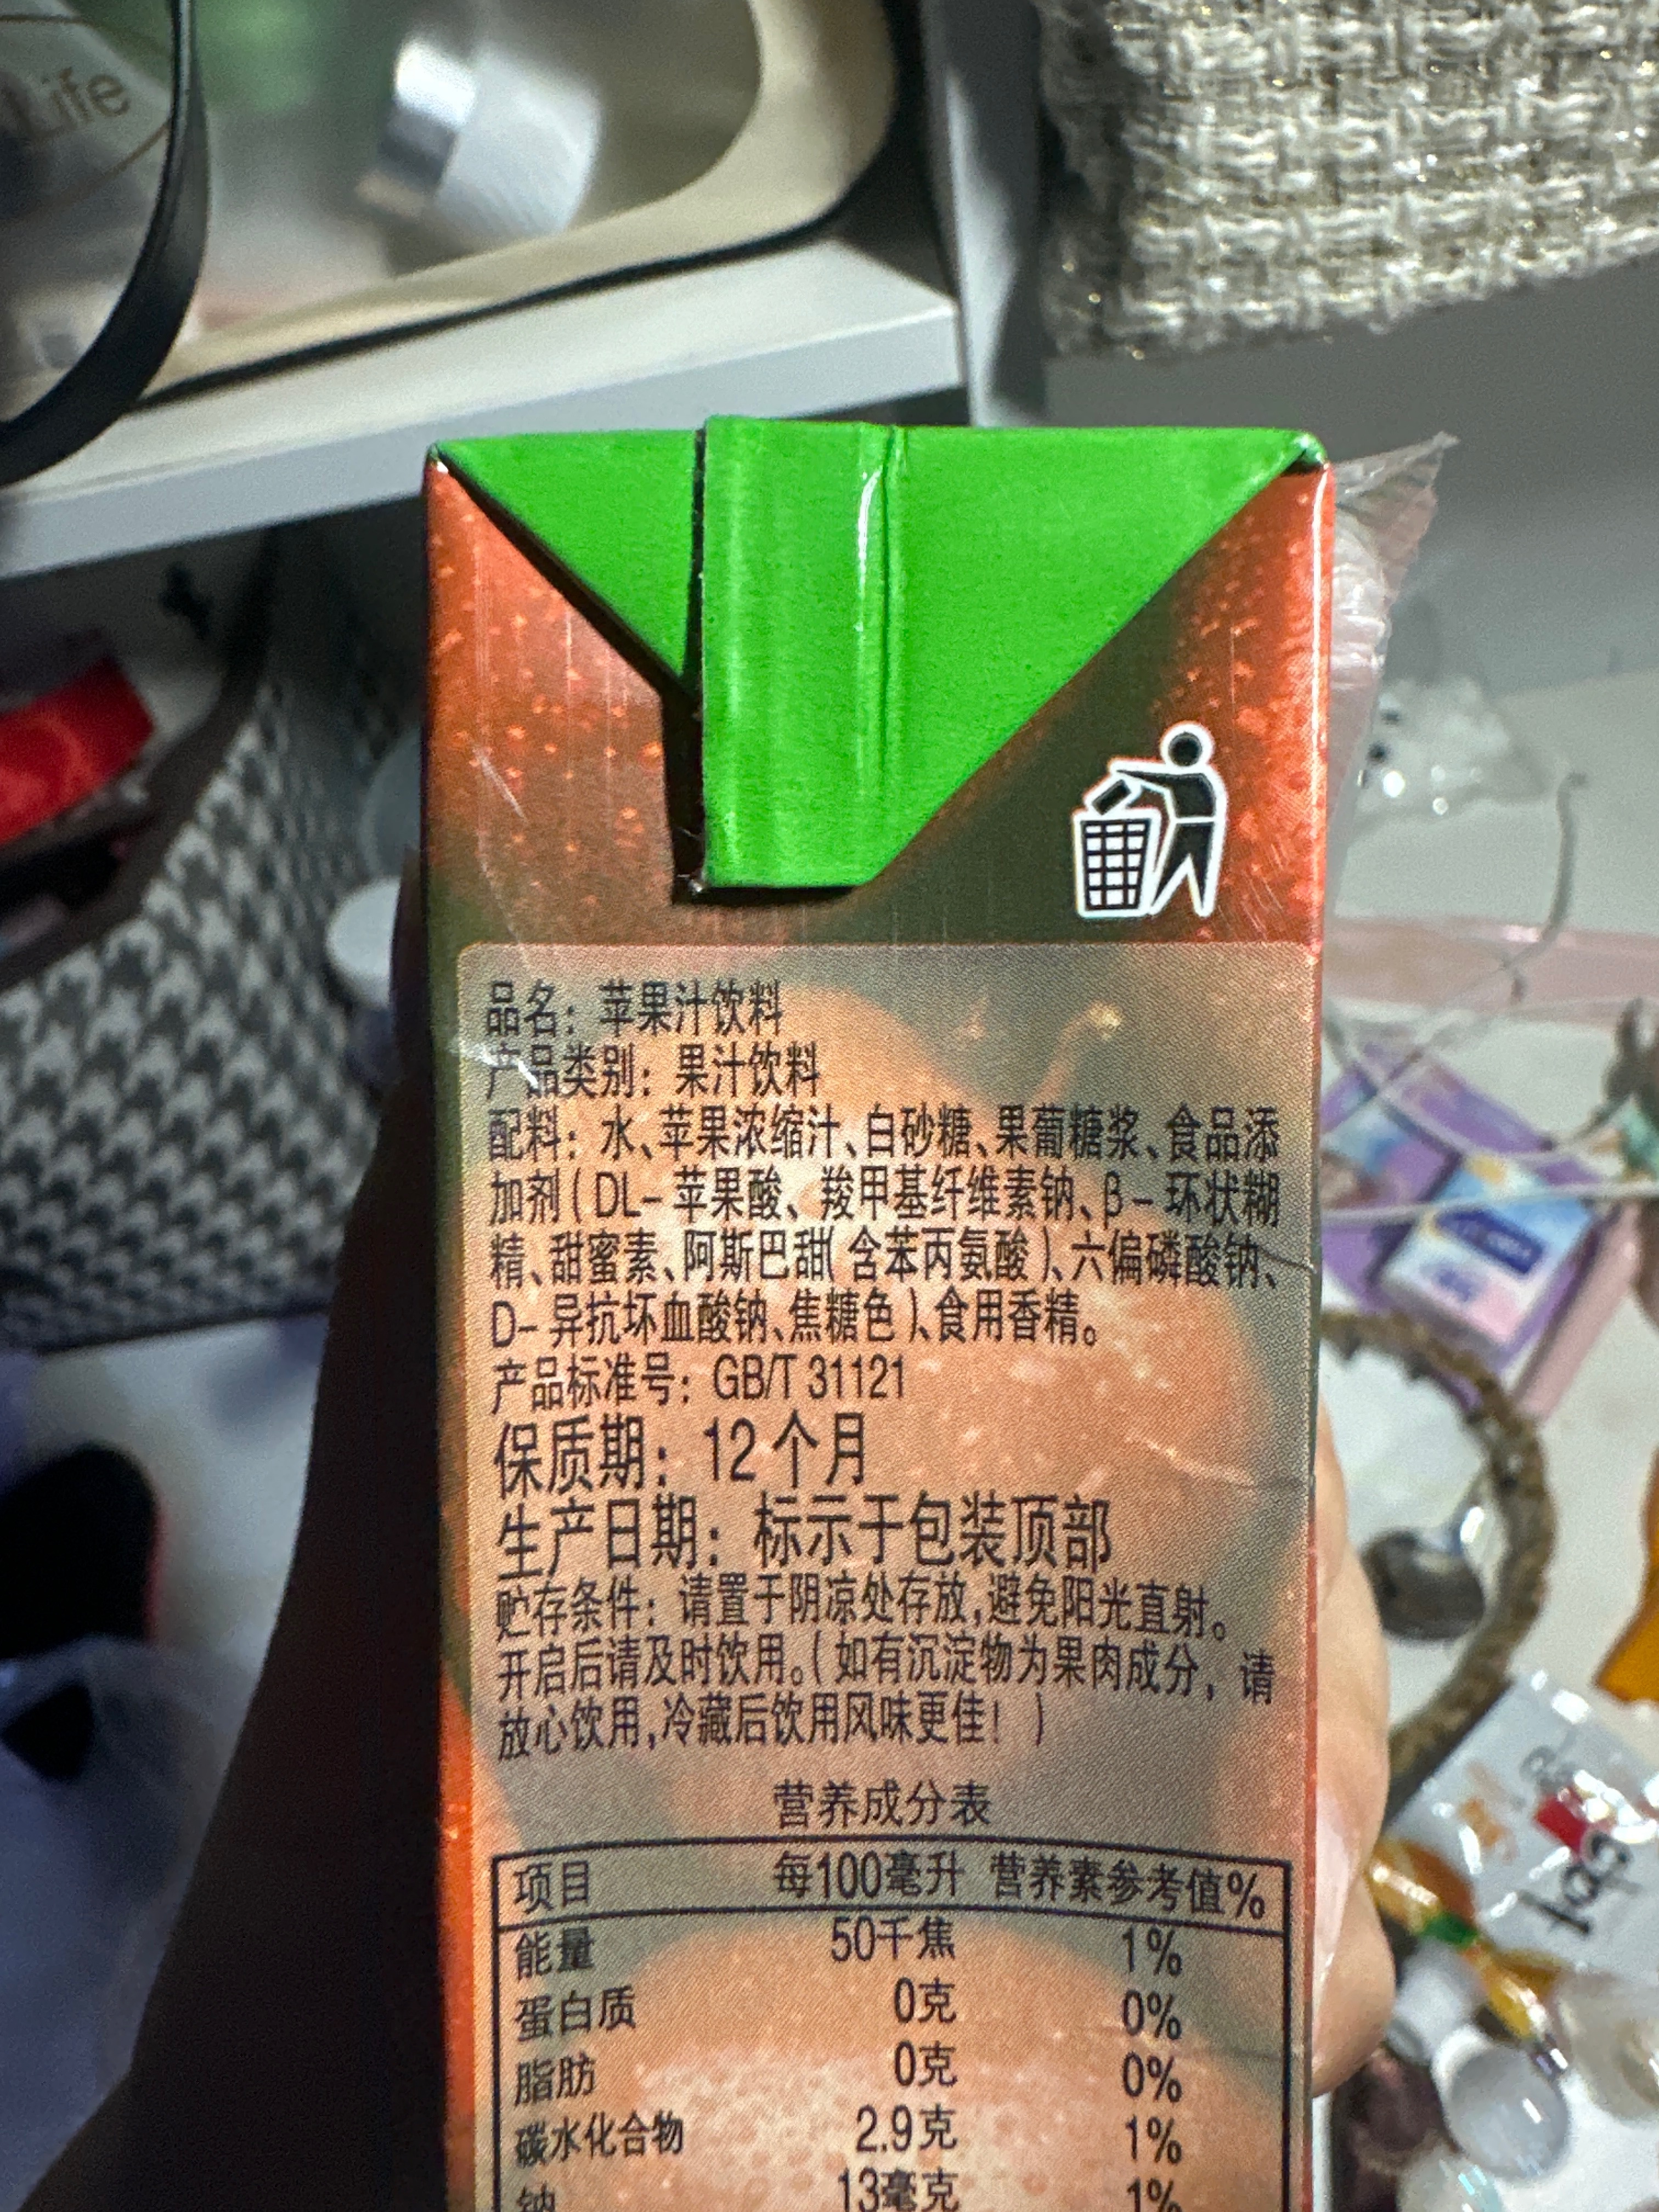 Life
品名：苹果汁饮料
产品类别：果汁饮料
配料：水、苹果浓缩汁、白砂糖、果葡糖浆、食品添
加剂（DL-苹果酸、羧甲基纤维素钠、β-环状糊
精、甜蜜素、阿斯巴甜（含苯丙氨酸）、六偏磷酸钠、
D-异抗坏血酸钠、焦糖色）、食用香精。
产品标准号：GB/T 31121
保质期：12个月
生产日期：标示于包装顶部
贮存条件：请置于阴凉处存放，避免阳光直射。
开启后请及时饮用。（如有沉淀物为果肉成分，请
放心饮用，冷藏后饮用风味更佳！）
营养成分表
项目 每100毫升 营养素参考值%
能量 50千焦 1%
蛋白质 0克 0%
脂肪 0克 0%
碳水化合物 2.9克 1%
钠 13毫克 1%